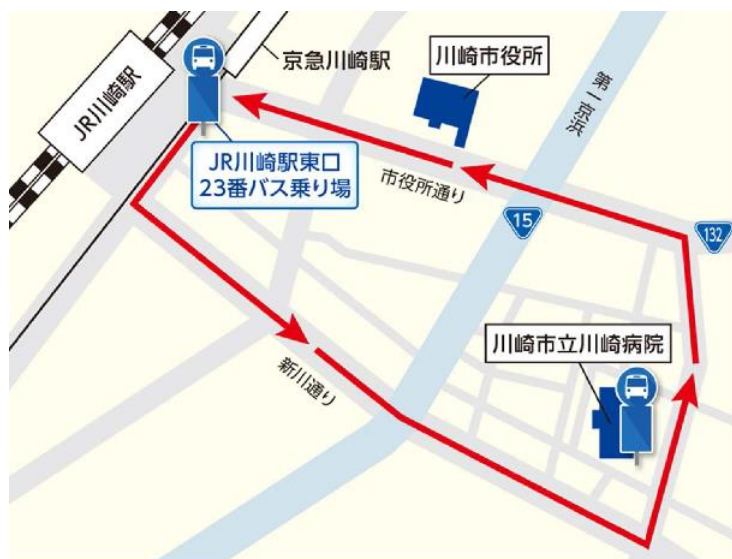 JR川崎駅
京急川崎駅
川崎市役所
第一京浜
JR川崎駅東口
23番バス乗り場
市役所通り
15
132
川崎市立川崎病院
新川通り